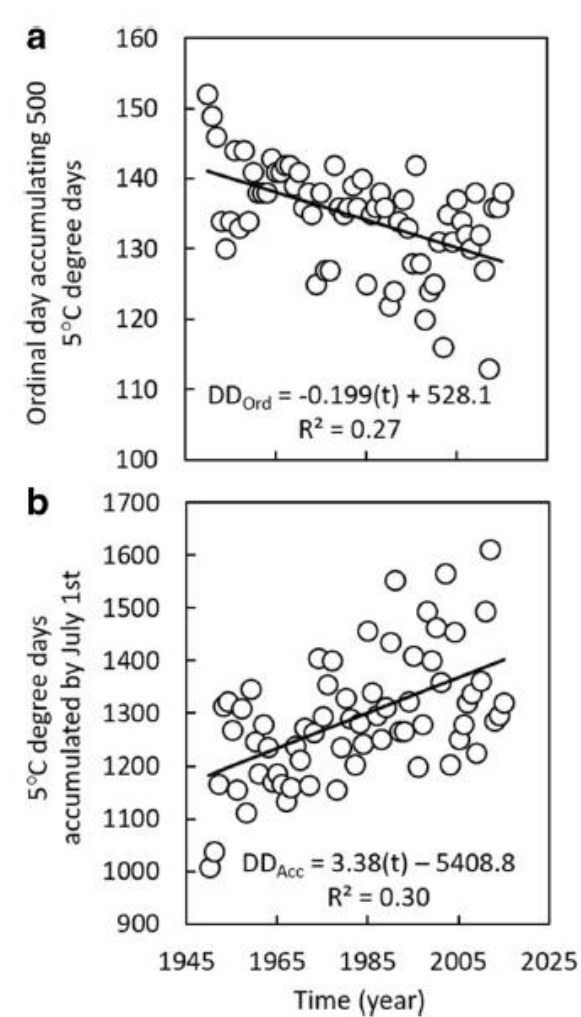 a
Ordinal day accumulating 500
5°C degree days
160
150
140
130
120
110
100
DD_Ord = -0.199(t) + 528.1
R² = 0.27
b
5°C degree days
accumulated by July 1st
1700
1600
1500
1400
1300
1200
1100
1000
900
DD_Acc = 3.38(t) – 5408.8
R² = 0.30
1945 1965 1985 2005 2025
Time (year)